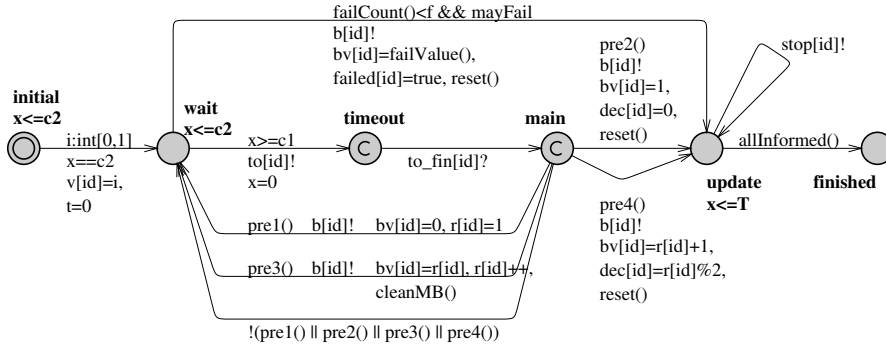 failCount()<f && mayFail
b[id]!
bv[id]=failValue(),
failed[id]=true, reset()
initial
x<=c2
i:int[0,1]
x==c2
v[id]=i,
t=0
wait
x<=c2
x>=c1
to[id]!
x=0
timeout
C
to_fin[id]?
main
C
pre2()
b[id]!
bv[id]=1,
dec[id]=0,
reset()
stop[id]!
allInformed()
update
x<=T
finished
pre4()
b[id]!
bv[id]=r[id]+1,
dec[id]=r[id]%2,
reset()
pre1() b[id]! bv[id]=0, r[id]=1
pre3() b[id]! bv[id]=r[id], r[id]++,
cleanMB()
!(pre1() || pre2() || pre3() || pre4())